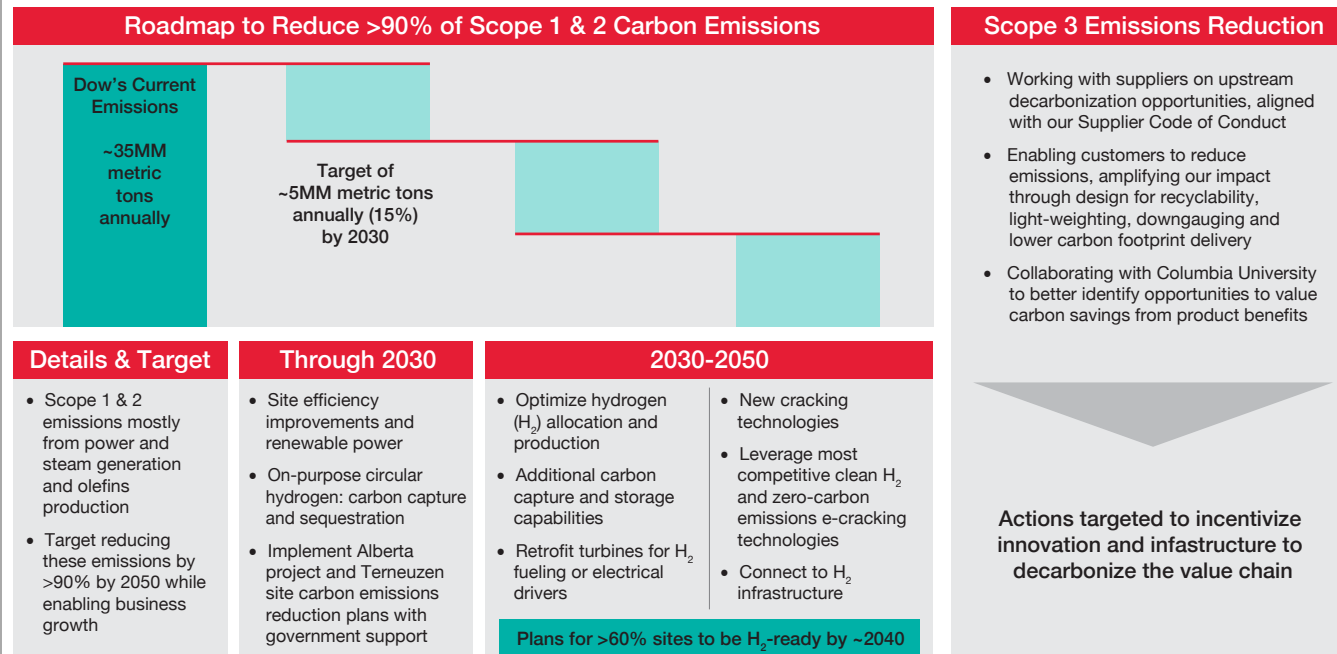 Roadmap to Reduce >90% of Scope 1 & 2 Carbon Emissions
Dow's Current
Emissions
~35MM
metric
tons
annually
Target of
~5MM metric tons
annually (15%)
by 2030
Details & Target
• Scope 1 & 2
emissions mostly
from power and
steam generation
and olefins
production
• Target reducing
these emissions by
>90% by 2050 while
enabling business
growth
Through 2030
• Site efficiency
improvements and
renewable power
• On-purpose circular
hydrogen: carbon capture
and sequestration
• Implement Alberta
project and Terneuzen
site carbon emissions
reduction plans with
government support
2030-2050
• Optimize hydrogen
(H₂) allocation and
production
• Additional carbon
capture and storage
capabilities
• Retrofit turbines for H₂
fueling or electrical
drivers
• New cracking
technologies
• Leverage most
competitive clean H₂
and zero-carbon
emissions e-cracking
technologies
• Connect to H₂
infrastructure
Plans for >60% sites to be H₂-ready by ~2040
Scope 3 Emissions Reduction
• Working with suppliers on upstream
decarbonization opportunities, aligned
with our Supplier Code of Conduct
• Enabling customers to reduce
emissions, amplifying our impact
through design for recyclability,
light-weighting, downgauging and
lower carbon footprint delivery
• Collaborating with Columbia University
to better identify opportunities to value
carbon savings from product benefits
Actions targeted to incentivize
innovation and infastructure to
decarbonize the value chain